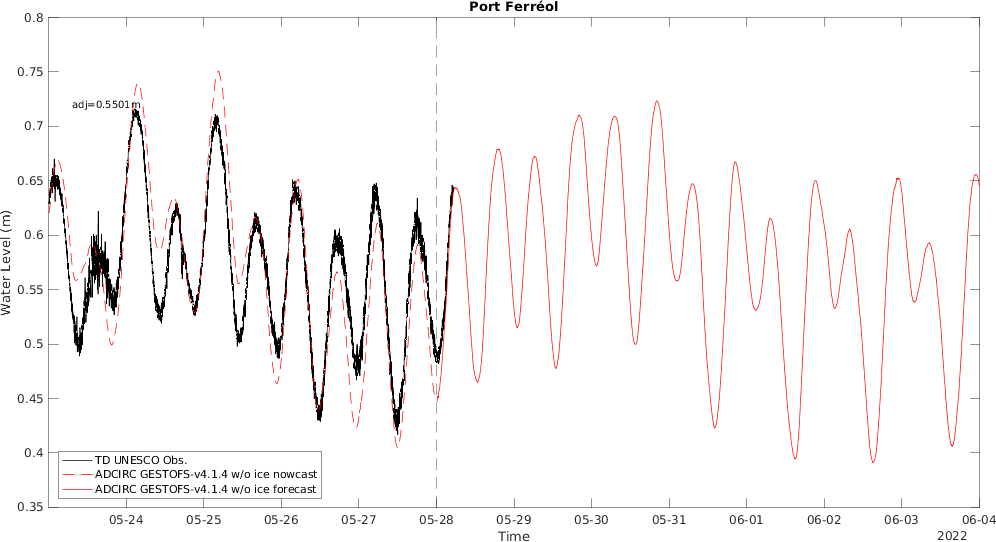 Port Ferréol
0.8
0.75
0.7
0.65
0.6
0.55
0.5
0.45
0.4
0.35
Water Level (m)
adj=0.5501m
TD UNESCO Obs.
ADCIRC GESTOFS-v4.1.4 w/o ice nowcast
ADCIRC GESTOFS-v4.1.4 w/o ice forecast
05-24 05-25 05-26 05-27 05-28 05-29 05-30 05-31 06-01 06-02 06-03 06-04
Time
2022